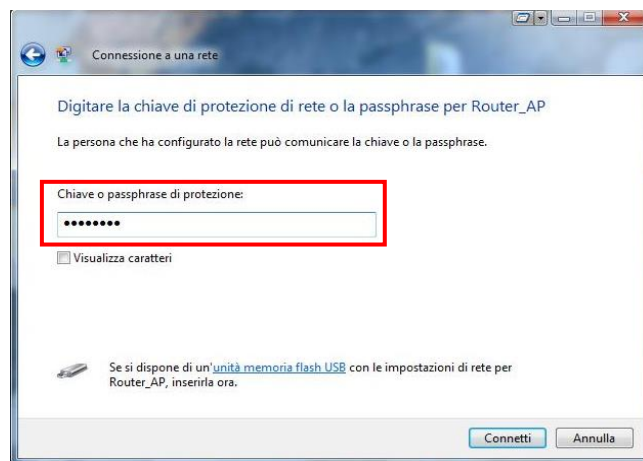 Connessione a una rete
Digitare la chiave di protezione di rete o la passphrase per Router_AP
La persona che ha configurato la rete può comunicare la chiave o la passphrase.
Chiave o passphrase di protezione:
••••••••
Visualizza caratteri
Se si dispone di un'unità memoria flash USB con le impostazioni di rete per
Router_AP, inserirla ora.
Connetti Annulla